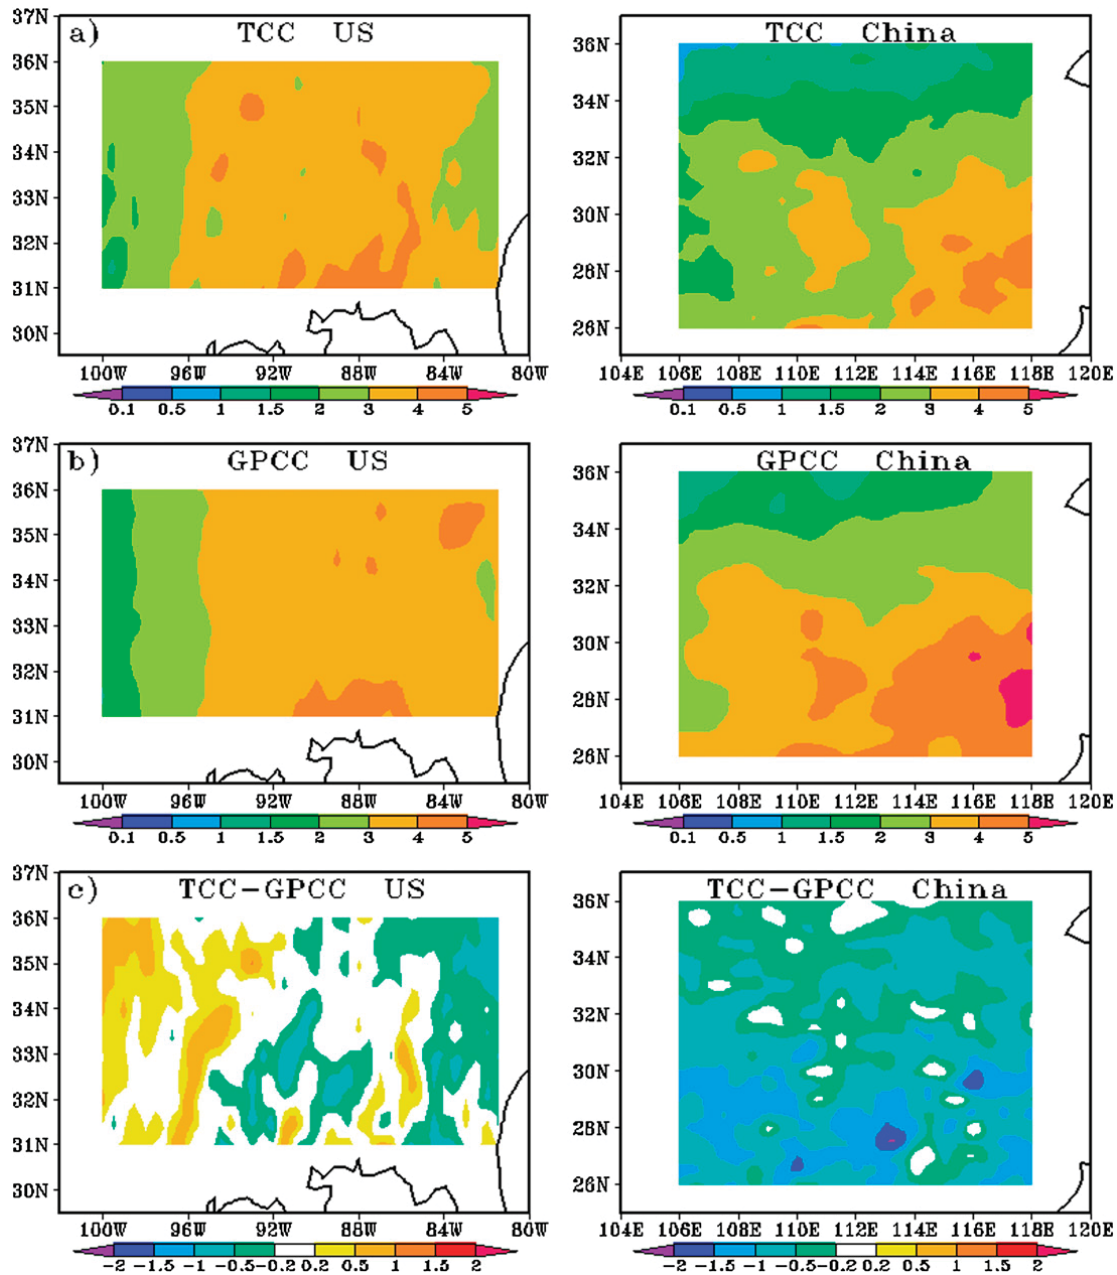 a) TCC US
37N
36N
35N
34N
33N
32N
31N
30N
100W 96W 92W 88W 84W 80W
0.1 0.5 1 1.5 2 3 4 5
TCC China
36N
34N
32N
30N
28N
26N
104E 106E 108E 110E 112E 114E 116E 118E 120E
0.1 0.5 1 1.5 2 3 4 5
b) GPCC US
37N
36N
35N
34N
33N
32N
31N
30N
100W 96W 92W 88W 84W 80W
0.1 0.5 1 1.5 2 3 4 5
GPCC China
36N
34N
32N
30N
28N
26N
104E 106E 108E 110E 112E 114E 116E 118E 120E
0.1 0.5 1 1.5 2 3 4 5
c) TCC-GPCC US
37N
36N
35N
34N
33N
32N
31N
30N
100W 96W 92W 88W 84W 80W
-2 -1.5 -1 -0.5 -0.2 0.2 0.5 1 1.5 2
TCC-GPCC China
36N
34N
32N
30N
28N
26N
104E 106E 108E 110E 112E 114E 116E 118E 120E
-2 -1.5 -1 -0.5 -0.2 0.2 0.5 1 1.5 2